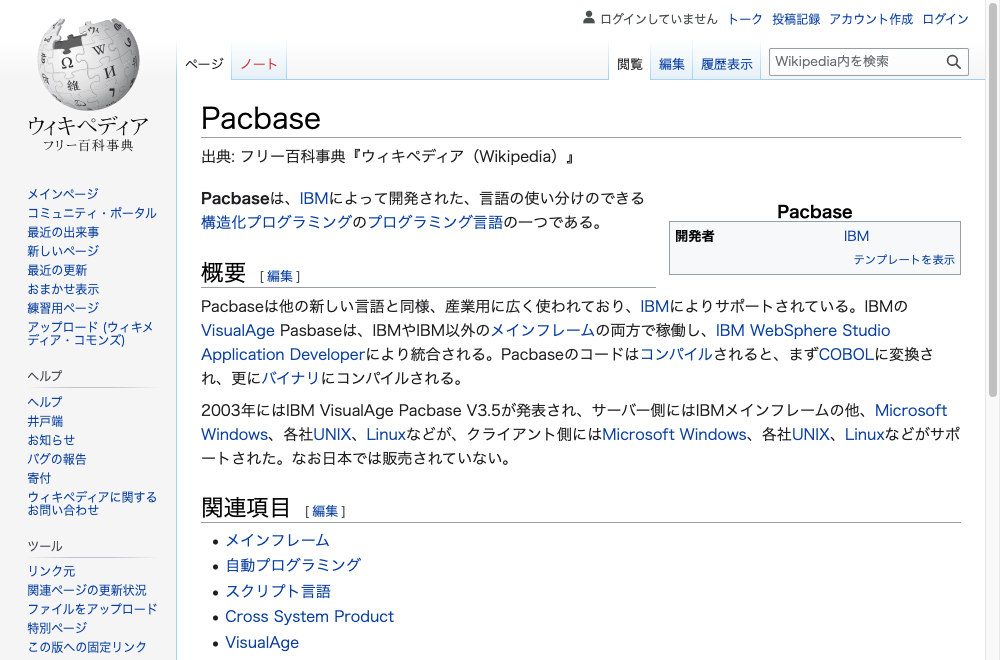 ログインしていません トーク 投稿記録 アカウント作成 ログイン
ページ ノート 閲覧 編集 履歴表示 Wikipedia内を検索
ウィキペディア
フリー百科事典
メインページ
コミュニティ・ポータル
最近の出来事
新しいページ
最近の更新
おまかせ表示
練習用ページ
アップロード (ウィキメ
ディア・コモンズ)
ヘルプ
ヘルプ
井戸端
お知らせ
バグの報告
寄付
ウィキペディアに関する
お問い合わせ
ツール
リンク元
関連ページの更新状況
ファイルをアップロード
特別ページ
この版への固定リンク
Pacbase
出典: フリー百科事典『ウィキペディア（Wikipedia）』
Pacbaseは、IBMによって開発された、言語の使い分けのできる
構造化プログラミングのプログラミング言語の一つである。
Pacbase
開発者 IBM
テンプレートを表示
概要 [編集]
Pacbaseは他の新しい言語と同様、産業用に広く使われており、IBMによりサポートされている。IBMの
VisualAge Pasbaseは、IBMやIBM以外のメインフレームの両方で稼働し、IBM WebSphere Studio
Application Developerにより統合される。Pacbaseのコードはコンパイルされると、まずCOBOLに変換さ
れ、更にバイナリにコンパイルされる。
2003年にはIBM VisualAge Pacbase V3.5が発表され、サーバー側にはIBMメインフレームの他、Microsoft
Windows、各社UNIX、Linuxなどが、クライアント側にはMicrosoft Windows、各社UNIX、Linuxなどがサポ
ートされた。なお日本では販売されていない。
関連項目 [編集]
メインフレーム
自動プログラミング
スクリプト言語
Cross System Product
VisualAge